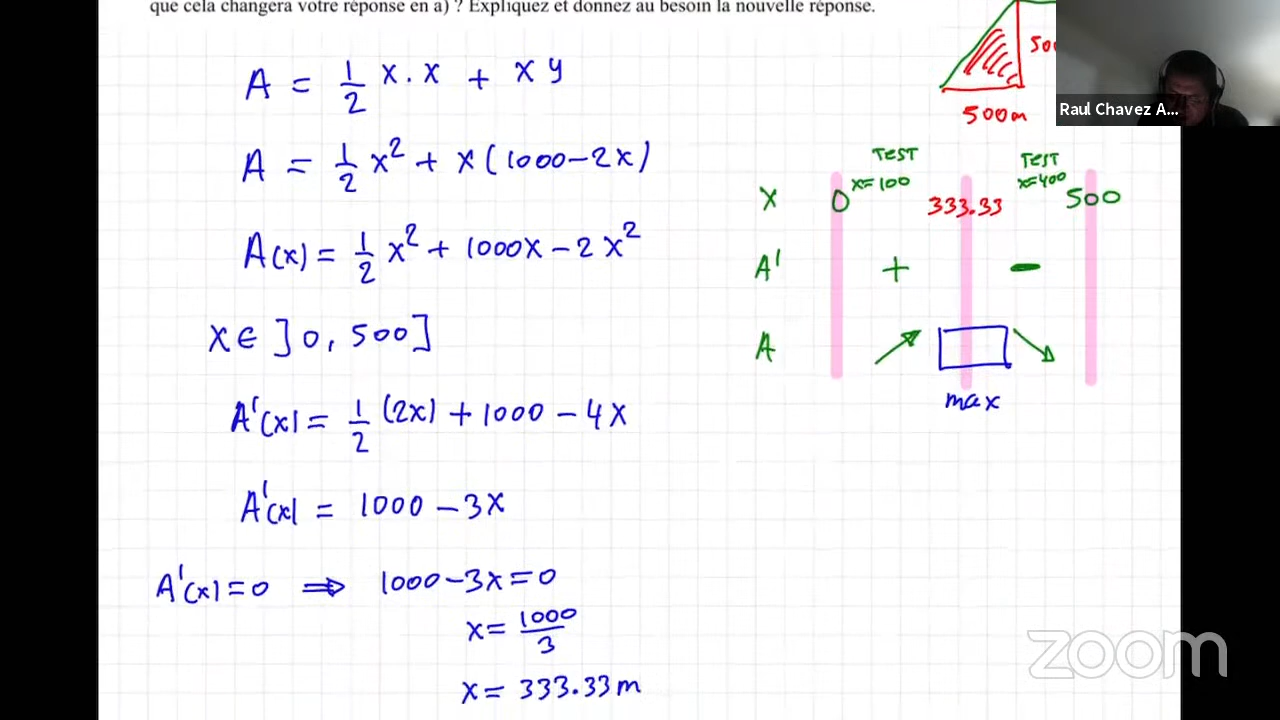 que cela changera votre réponse en a) ? Expliquez et donnez au besoin la nouvelle réponse.
A = 1/2 x . x + x y
A = 1/2 x² + x(1000-2x)
A(x) = 1/2 x² + 1000x - 2x²
x ∈ ]0, 500]
A'(x) = 1/2 (2x) + 1000 - 4x
A'(x) = 1000 - 3x
A'(x) = 0 ⇒ 1000-3x=0
x = 1000/3
x = 333.33m
500m
Raul Chavez A...
TEST x=100
TEST x=400
X 0 333.33 500
A' + -
A ↗ ↘
max
zoom